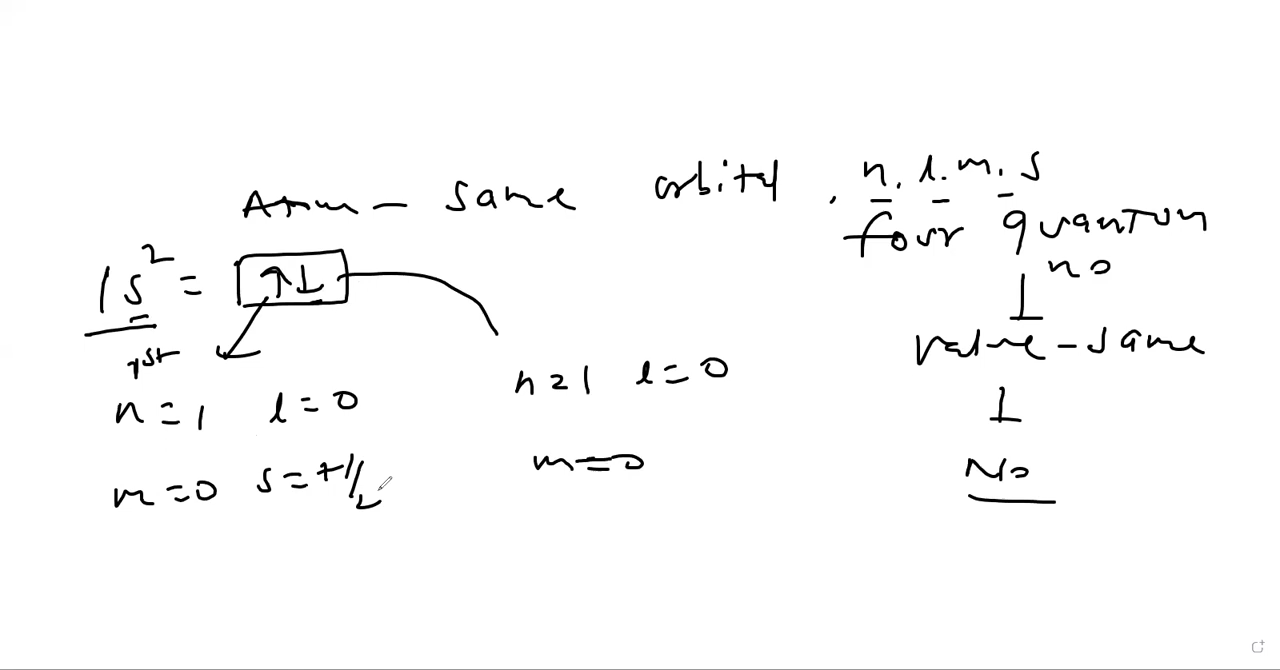 Atom - same orbital, n. l. m. s
four quantum
no
1s² = ↑↓
value - same
No
1st
n = 1 l = 0
m = 0 s = +1/2
n = 1 l = 0
m = 0